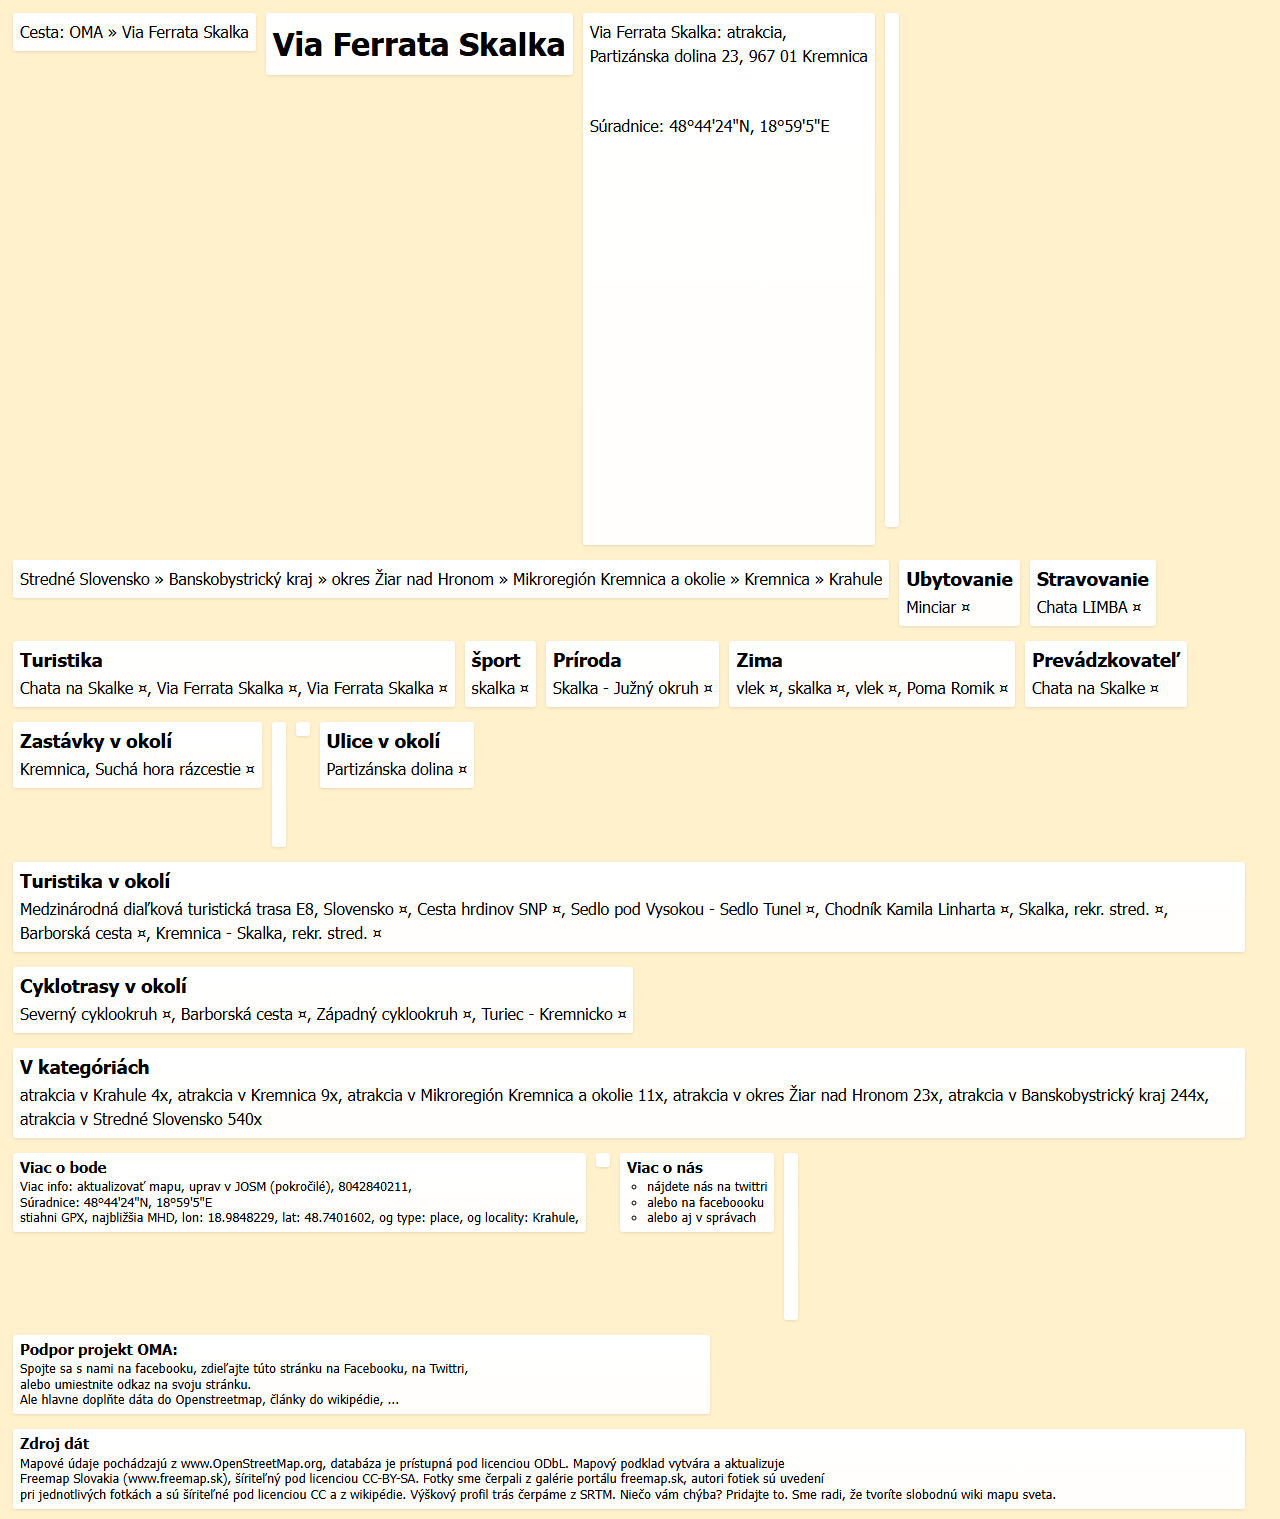 Cesta: OMA » Via Ferrata Skalka
Via Ferrata Skalka
Via Ferrata Skalka: atrakcia,
Partizánska dolina 23, 967 01 Kremnica
Súradnice: 48°44'24"N, 18°59'5"E
Stredné Slovensko » Banskobystrický kraj » okres Žiar nad Hronom » Mikroregión Kremnica a okolie » Kremnica » Krahule
Ubytovanie
Minciar ¤
Stravovanie
Chata LIMBA ¤
Turistika
Chata na Skalke ¤, Via Ferrata Skalka ¤, Via Ferrata Skalka ¤
šport
skalka ¤
Príroda
Skalka - Južný okruh ¤
Zima
vlek ¤, skalka ¤, vlek ¤, Poma Romik ¤
Prevádzkovateľ
Chata na Skalke ¤
Zastávky v okolí
Kremnica, Suchá hora rázcestie ¤
Ulice v okolí
Partizánska dolina ¤
Turistika v okolí
Medzinárodná diaľková turistická trasa E8, Slovensko ¤, Cesta hrdinov SNP ¤, Sedlo pod Vysokou - Sedlo Tunel ¤, Chodník Kamila Linharta ¤, Skalka, rekr. stred. ¤,
Barborská cesta ¤, Kremnica - Skalka, rekr. stred. ¤
Cyklotrasy v okolí
Severný cyklookruh ¤, Barborská cesta ¤, Západný cyklookruh ¤, Turiec - Kremnicko ¤
V kategóriách
atrakcia v Krahule 4x, atrakcia v Kremnica 9x, atrakcia v Mikroregión Kremnica a okolie 11x, atrakcia v okres Žiar nad Hronom 23x, atrakcia v Banskobystrický kraj 244x,
atrakcia v Stredné Slovensko 540x
Viac o bode
Viac info: aktualizovať mapu, uprav v JOSM (pokročilé), 8042840211,
Súradnice: 48°44'24"N, 18°59'5"E
stiahni GPX, najbližšia MHD, lon: 18.9848229, lat: 48.7401602, og type: place, og locality: Krahule,
Viac o nás
nájdete nás na twittri
alebo na faceboooku
alebo aj v správach
Podpor projekt OMA:
Spojte sa s nami na facebooku, zdieľajte túto stránku na Facebooku, na Twittri,
alebo umiestnite odkaz na svoju stránku.
Ale hlavne doplňte dáta do Openstreetmap, články do wikipédie, ...
Zdroj dát
Mapové údaje pochádzajú z www.OpenStreetMap.org, databáza je prístupná pod licenciou ODbL. Mapový podklad vytvára a aktualizuje
Freemap Slovakia (www.freemap.sk), šíriteľný pod licenciou CC-BY-SA. Fotky sme čerpali z galérie portálu freemap.sk, autori fotiek sú uvedení
pri jednotlivých fotkách a sú šíriteľné pod licenciou CC a z wikipédie. Výškový profil trás čerpáme z SRTM. Niečo vám chýba? Pridajte to. Sme radi, že tvoríte slobodnú wiki mapu sveta.